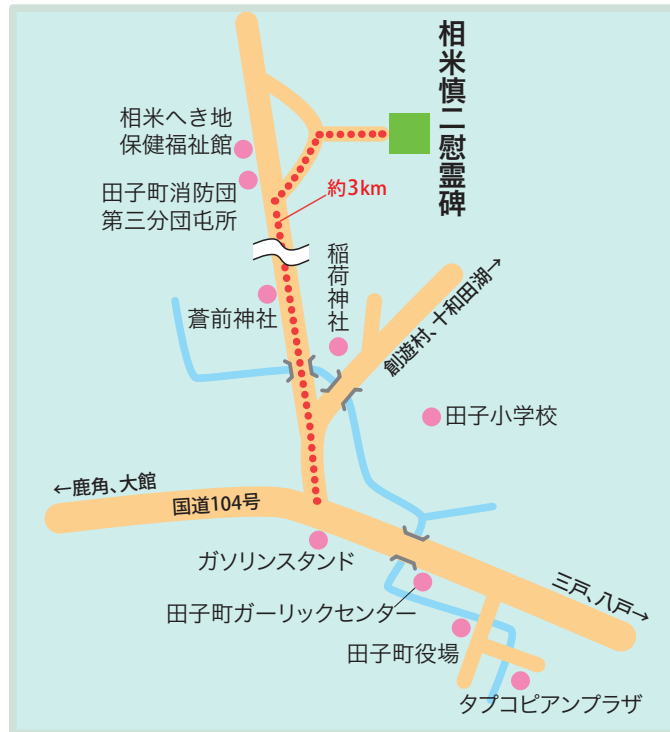 相米慎二慰霊碑
相米へき地
保健福祉館
田子町消防団
第三分団屯所
約3km
稲荷神社
蒼前神社
創遊村、十和田湖→
田子小学校
←鹿角、大館
国道104号
ガソリンスタンド
三戸、八戸→
田子町ガーリックセンター
田子町役場
タプコピアンプラザ